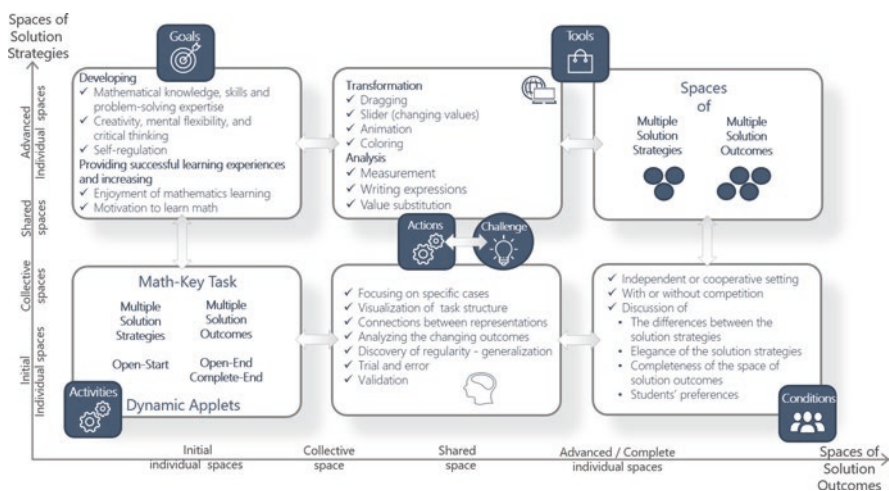 Spaces of
Solution
Strategies
Goals
Developing
✓ Mathematical knowledge, skills and
problem-solving expertise
✓ Creativity, mental flexibility, and
critical thinking
✓ Self-regulation
Providing successful learning experiences
and increasing
✓ Enjoyment of mathematics learning
✓ Motivation to learn math
Tools
Transformation
✓ Dragging
✓ Slider (changing values)
✓ Animation
✓ Coloring
Analysis
✓ Measurement
✓ Writing expressions
✓ Value substitution
Spaces
of
Multiple
Solution
Strategies
Multiple
Solution
Outcomes
Advanced
Individual spaces
Shared
spaces
Collective
spaces
Initial
Individual spaces
Actions
Challenge
Math-Key Task
Multiple
Solution
Strategies
Multiple
Solution
Outcomes
Open-Start
Open-End
Complete-End
Dynamic Applets
Activities
✓ Focusing on specific cases
✓ Visualization of task structure
✓ Connections between representations
✓ Analyzing the changing outcomes
✓ Discovery of regularity - generalization
✓ Trial and error
✓ Validation
✓ Independent or cooperative setting
✓ With or without competition
✓ Discussion of
• The differences between the
solution strategies
• Elegance of the solution strategies
• Completeness of the space of
solution outcomes
• Students' preferences
Conditions
Initial
individual spaces
Collective
space
Shared
space
Advanced / Complete
individual spaces
Spaces of
Solution
Outcomes